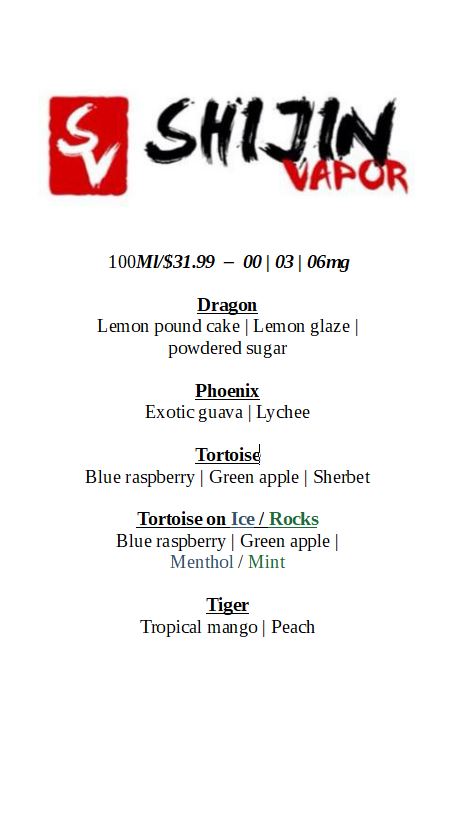 SV SHIJIN
VAPOR
100Ml/$31.99 – 00 | 03 | 06mg
Dragon
Lemon pound cake | Lemon glaze |
powdered sugar
Phoenix
Exotic guava | Lychee
Tortoise
Blue raspberry | Green apple | Sherbet
Tortoise on Ice / Rocks
Blue raspberry | Green apple |
Menthol / Mint
Tiger
Tropical mango | Peach